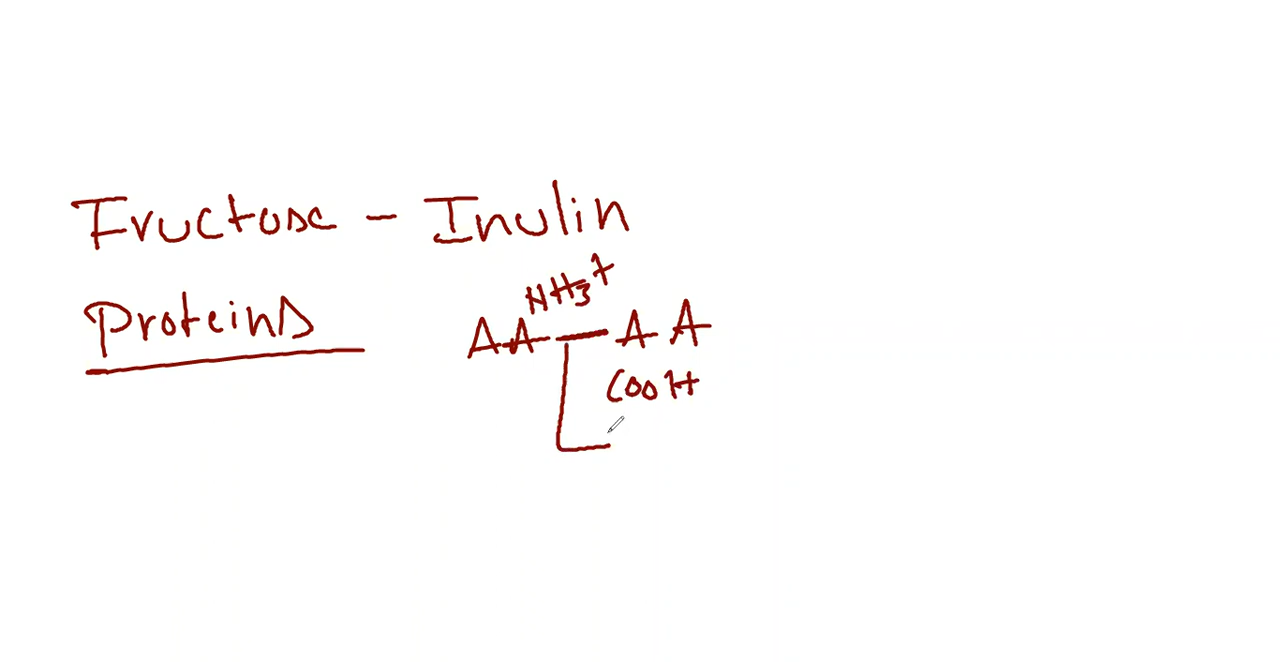 Fructose - Inulin
NH3+
Proteins AA — AA
COOH